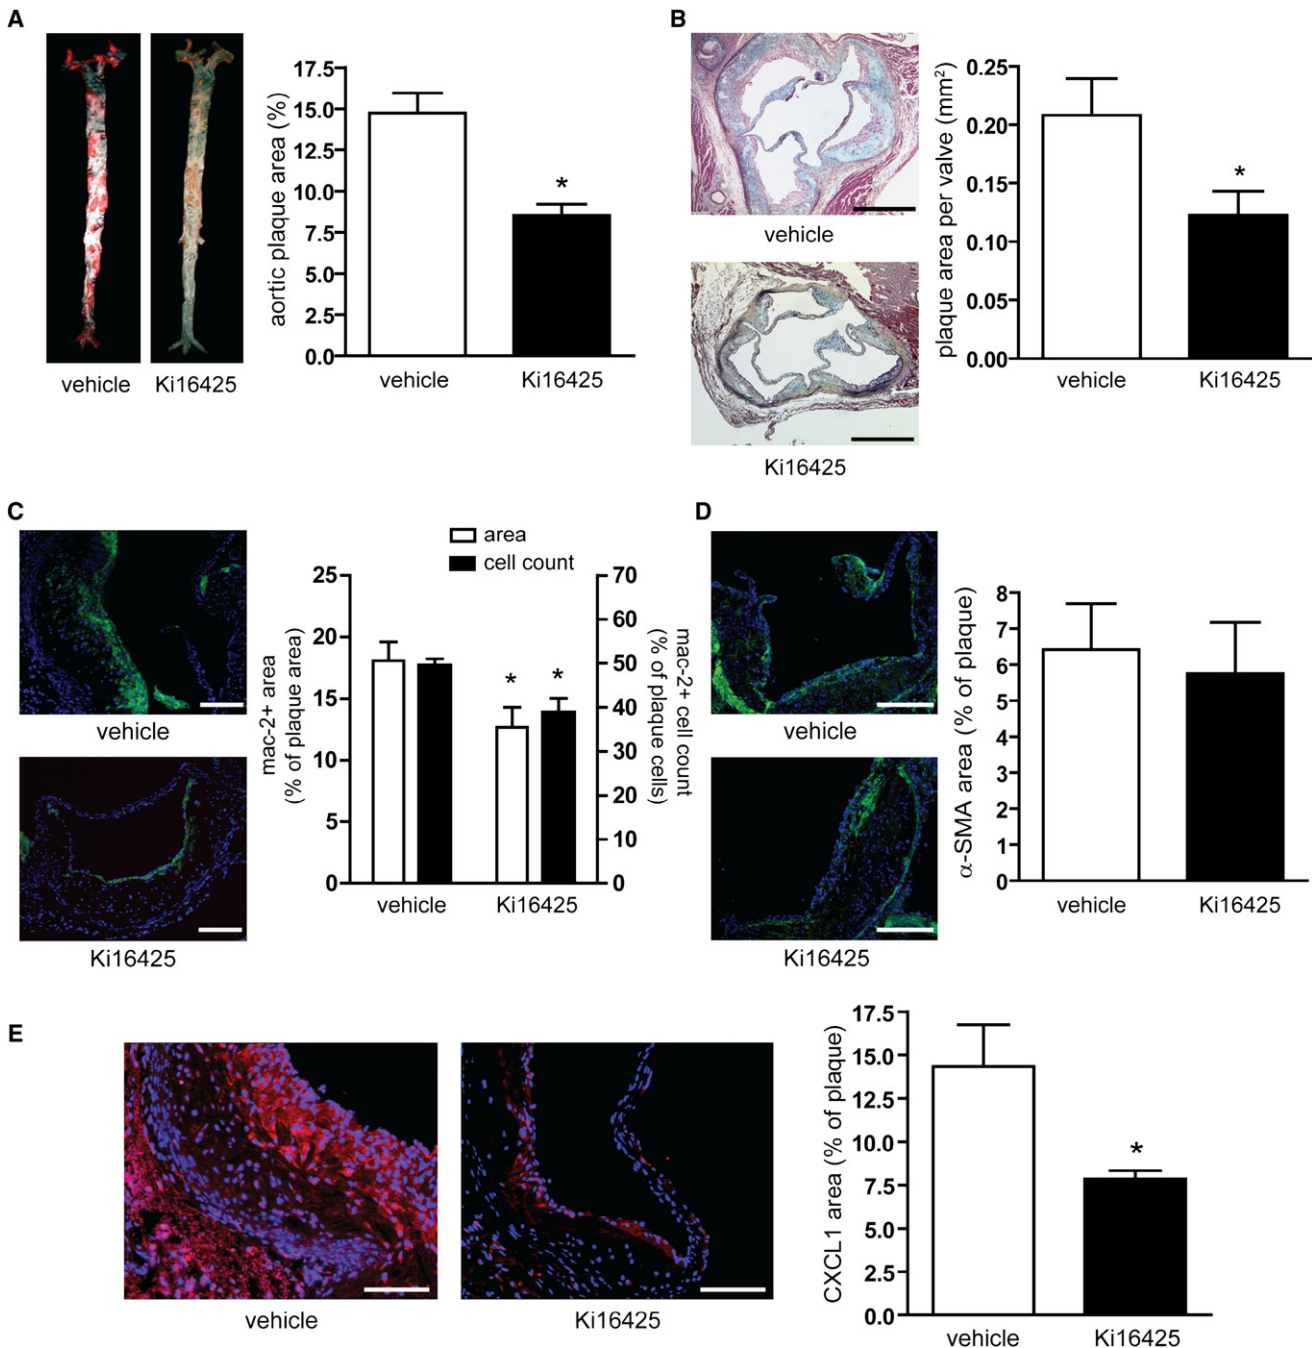 A
vehicle
Ki16425
aortic plaque area (%)
17.5
15.0
12.5
10.0
7.5
5.0
2.5
0.0
*
vehicle
Ki16425
B
vehicle
Ki16425
plaque area per valve (mm²)
0.25
0.20
0.15
0.10
0.05
0.00
*
vehicle
Ki16425
C
vehicle
Ki16425
area
cell count
mac-2+ area
(% of plaque area)
25
20
15
10
5
0
* *
70
60
50
40
30
20
10
0
mac-2+ cell count
(% of plaque cells)
vehicle
Ki16425
D
vehicle
Ki16425
α-SMA area (% of plaque)
8
7
6
5
4
3
2
1
0
vehicle
Ki16425
E
vehicle
Ki16425
CXCL1 area (% of plaque)
17.5
15.0
12.5
10.0
7.5
5.0
2.5
0.0
*
vehicle
Ki16425